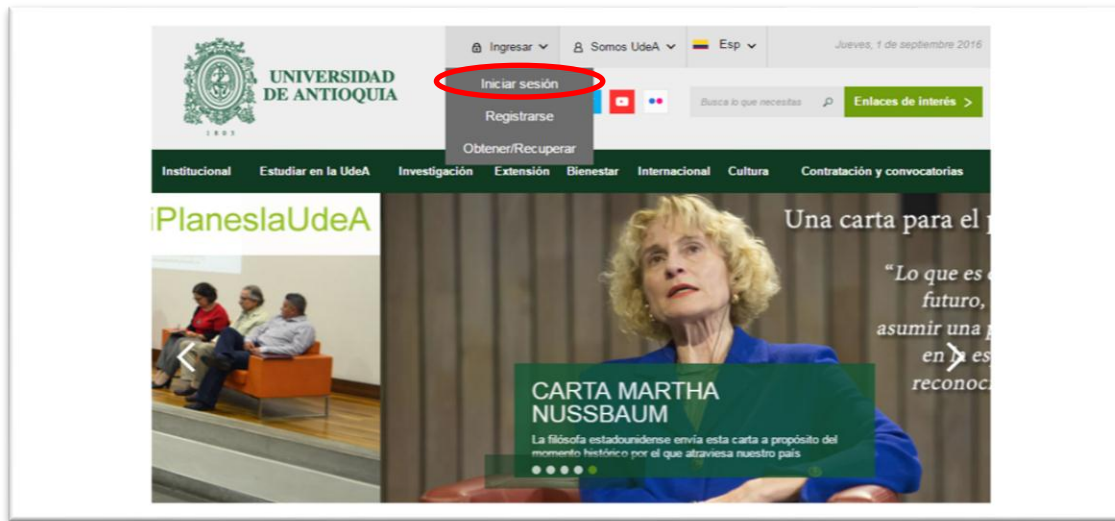 Ingresar
Somos UdeA
Esp
Jueves, 1 de septiembre 2016
UNIVERSIDAD
DE ANTIOQUIA
1803
Iniciar sesión
Registrarse
Obtener/Recuperar
Busca lo que necesitas
Enlaces de interés >
Institucional Estudiar en la UdeA Investigación Extensión Bienestar Internacional Cultura Contratación y convocatorias
iPlaneslaUdeA
Una carta para el
“Lo que es
futuro,
asumir una
en la es
reconoc
CARTA MARTHA
NUSSBAUM
La filósofa estadounidense envía esta carta a propósito del
momento histórico por el que atraviesa nuestro país